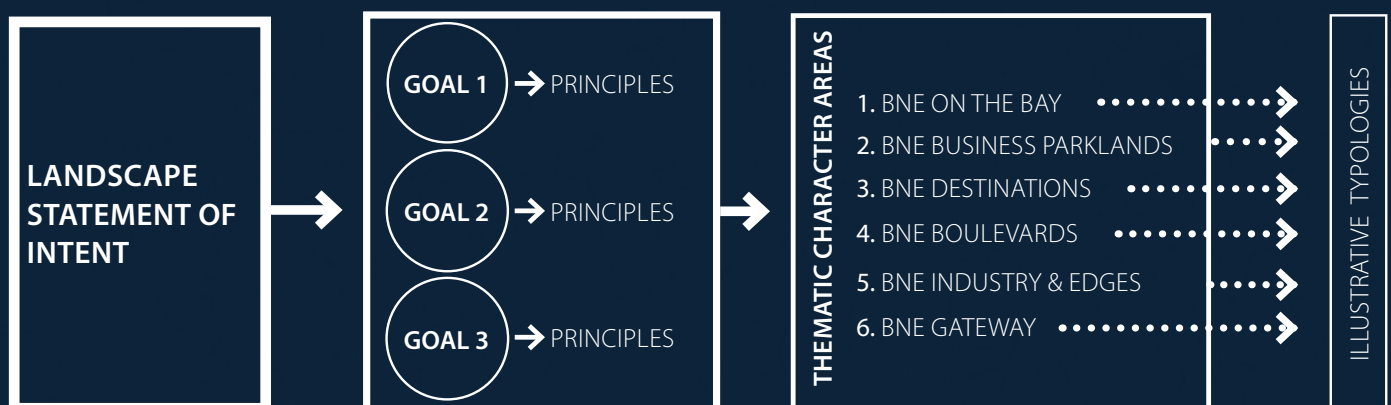 LANDSCAPE
STATEMENT OF
INTENT
GOAL 1
PRINCIPLES
GOAL 2
PRINCIPLES
GOAL 3
PRINCIPLES
THEMATIC CHARACTER AREAS
1. BNE ON THE BAY
2. BNE BUSINESS PARKLANDS
3. BNE DESTINATIONS
4. BNE BOULEVARDS
5. BNE INDUSTRY & EDGES
6. BNE GATEWAY
ILLUSTRATIVE TYPOLOGIES